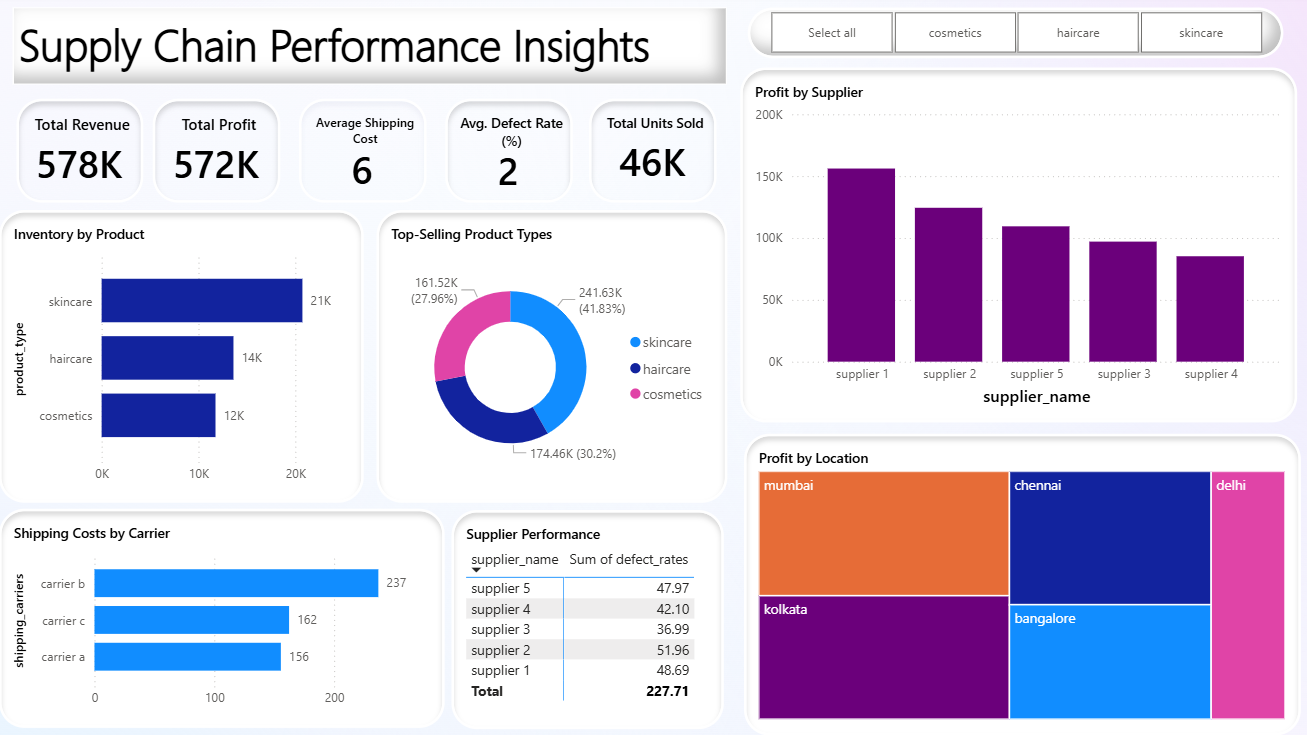 Supply Chain Performance Insights
Select all
cosmetics
haircare
skincare
Total Revenue
578K
Total Profit
572K
Average Shipping
Cost
6
Avg. Defect Rate
(%)
2
Total Units Sold
46K
Profit by Supplier
200K
150K
100K
50K
0K
supplier 1
supplier 2
supplier 5
supplier 3
supplier 4
supplier_name
Inventory by Product
product_type
skincare
21K
haircare
14K
cosmetics
12K
0K
10K
20K
Top-Selling Product Types
161.52K
(27.96%)
241.63K
(41.83%)
174.46K (30.2%)
skincare
haircare
cosmetics
Profit by Location
mumbai
chennai
delhi
kolkata
bangalore
Shipping Costs by Carrier
shipping_carriers
carrier b
237
carrier c
162
carrier a
156
0
100
200
Supplier Performance
supplier_name Sum of defect_rates
supplier 5 47.97
supplier 4 42.10
supplier 3 36.99
supplier 2 51.96
supplier 1 48.69
Total 227.71